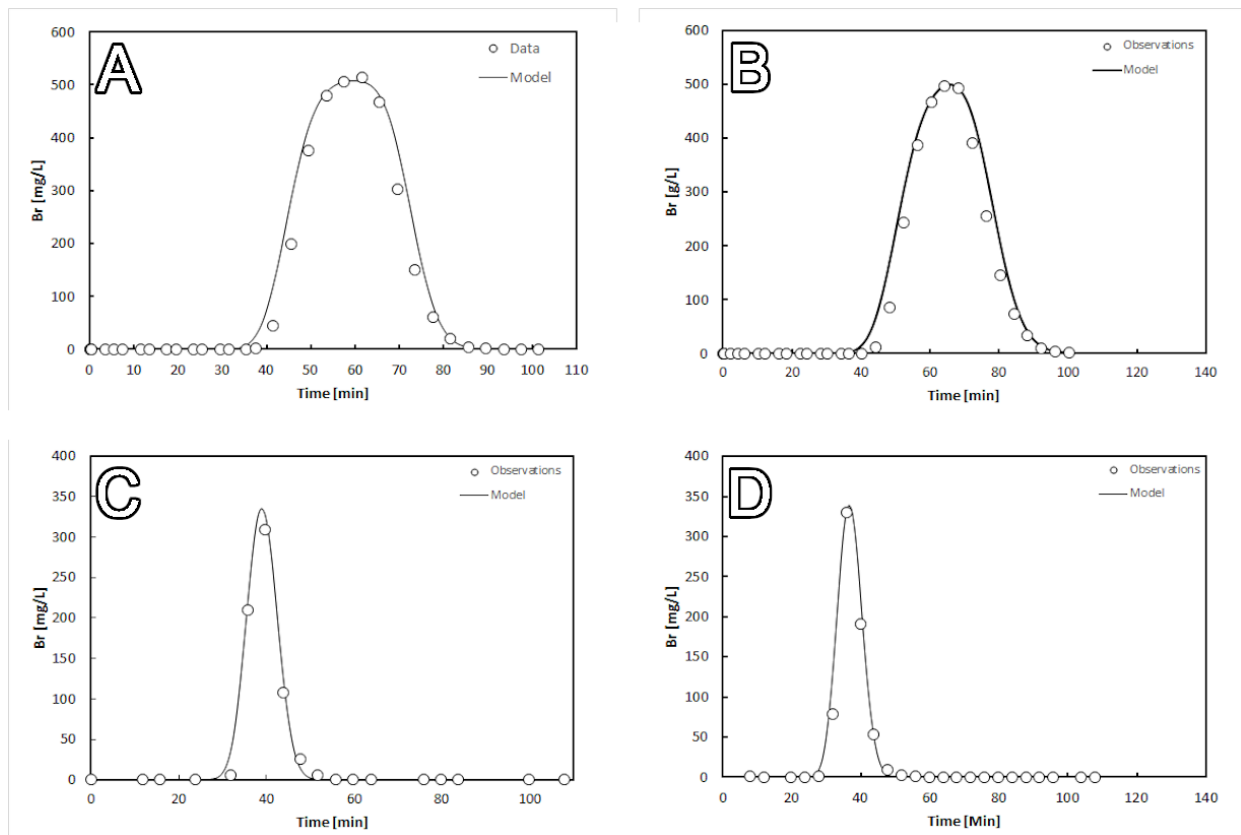 A
600
500
400
300
200
100
0
Br [mg/L]
Data
Model
0 10 20 30 40 50 60 70 80 90 100 110
Time [min]
B
600
500
400
300
200
100
0
Br [g/L]
Observations
Model
0 20 40 60 80 100 120 140
Time [min]
C
400
350
300
250
200
150
100
50
0
Br [mg/L]
Observations
Model
0 20 40 60 80 100
Time [min]
D
400
350
300
250
200
150
100
50
0
Br [mg/L]
Observations
Model
0 20 40 60 80 100 120 140
Time [Min]